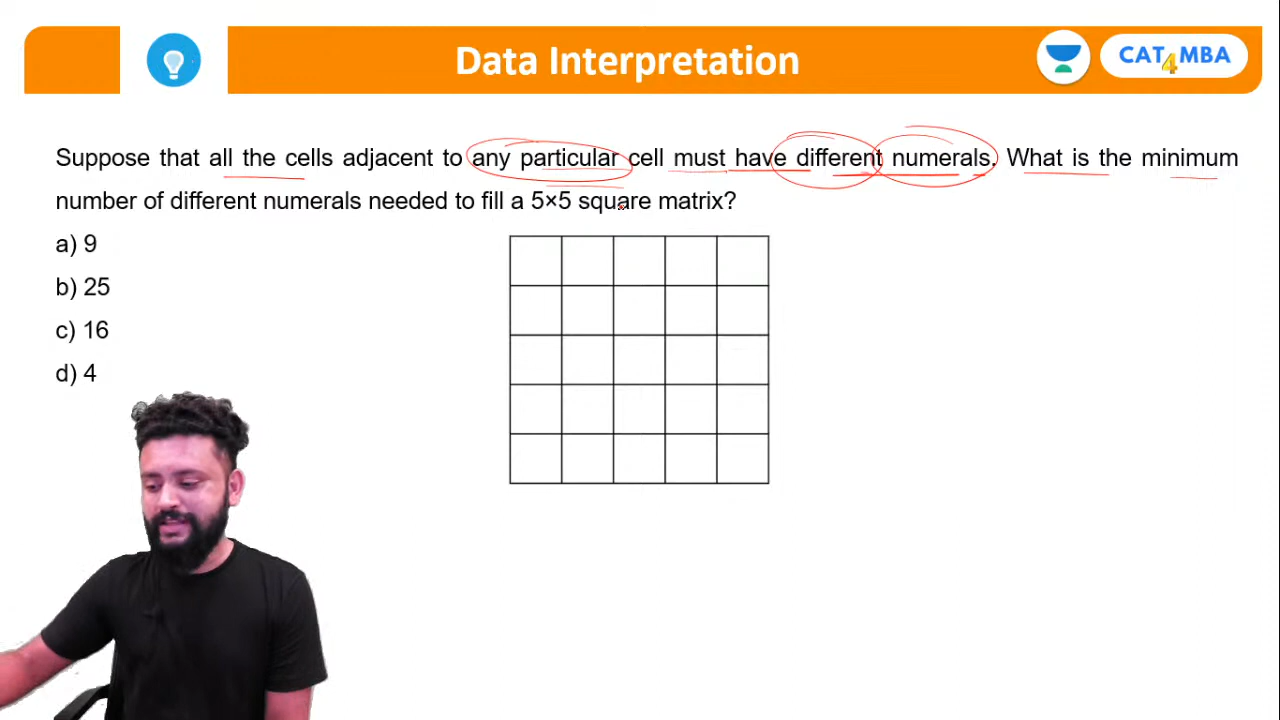 Data Interpretation
CAT4MBA
Suppose that all the cells adjacent to any particular cell must have different numerals. What is the minimum
number of different numerals needed to fill a 5×5 square matrix?
a) 9
b) 25
c) 16
d) 4